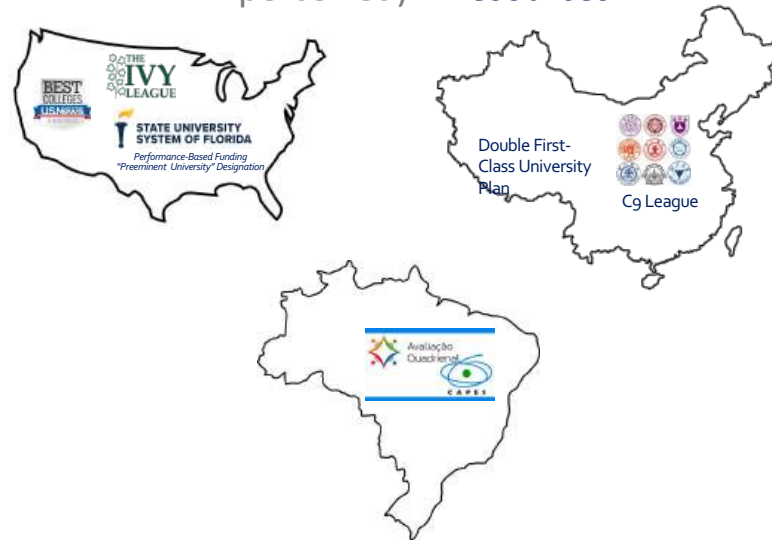 THE
IVY
LEAGUE
BEST
COLLEGES
U.S.News
STATE UNIVERSITY
SYSTEM OF FLORIDA
Performance-Based Funding
"Preeminent University" Designation
Double First-
Class University
Plan
C9 League
Avaliação
Quadrienal
CAPES